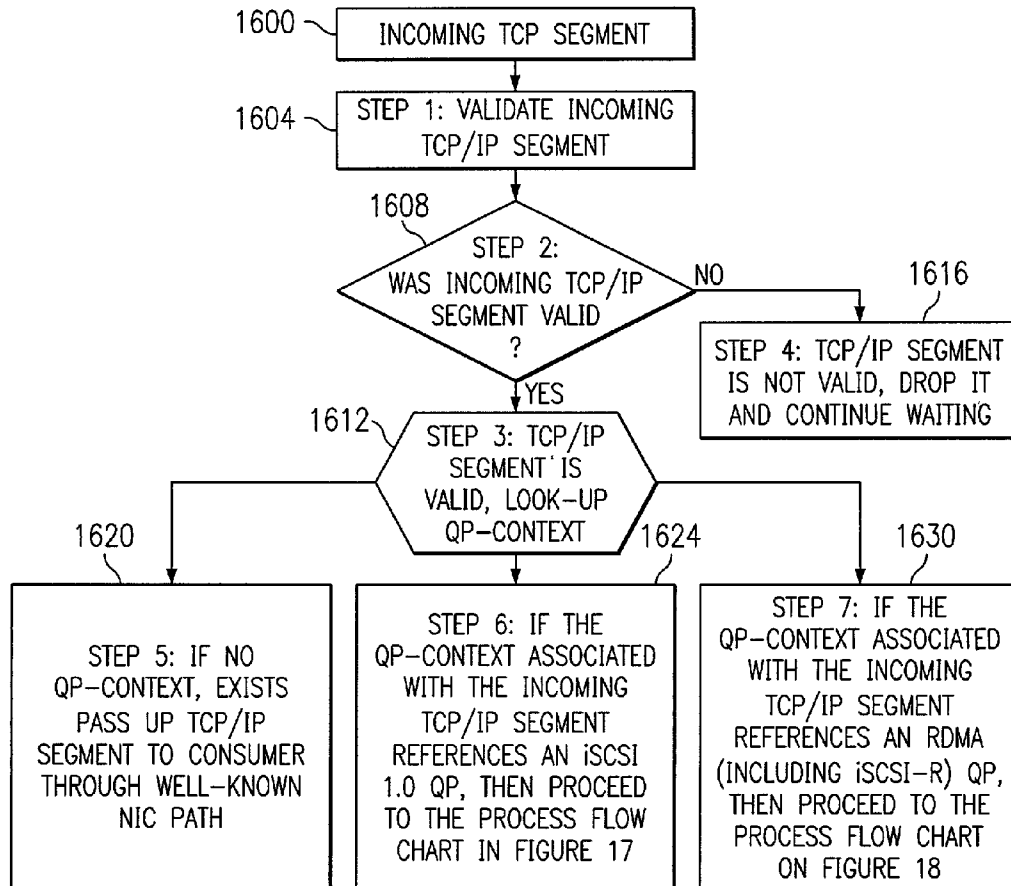 1600
INCOMING TCP SEGMENT
1604
STEP 1: VALIDATE INCOMING
TCP/IP SEGMENT
1608
STEP 2:
WAS INCOMING TCP/IP
SEGMENT VALID
?
NO
1616
STEP 4: TCP/IP SEGMENT
IS NOT VALID, DROP IT
AND CONTINUE WAITING
YES
1612
STEP 3: TCP/IP
SEGMENT IS
VALID, LOOK-UP
QP-CONTEXT
1620
STEP 5: IF NO
QP-CONTEXT, EXISTS
PASS UP TCP/IP
SEGMENT TO CONSUMER
THROUGH WELL-KNOWN
NIC PATH
1624
STEP 6: IF THE
QP-CONTEXT ASSOCIATED
WITH THE INCOMING
TCP/IP SEGMENT
REFERENCES AN iSCSI
1.0 QP, THEN PROCEED
TO THE PROCESS FLOW
CHART IN FIGURE 17
1630
STEP 7: IF THE
QP-CONTEXT ASSOCIATED
WITH THE INCOMING
TCP/IP SEGMENT
REFERENCES AN RDMA
(INCLUDING iSCSI-R) QP,
THEN PROCEED TO THE
PROCESS FLOW CHART
ON FIGURE 18